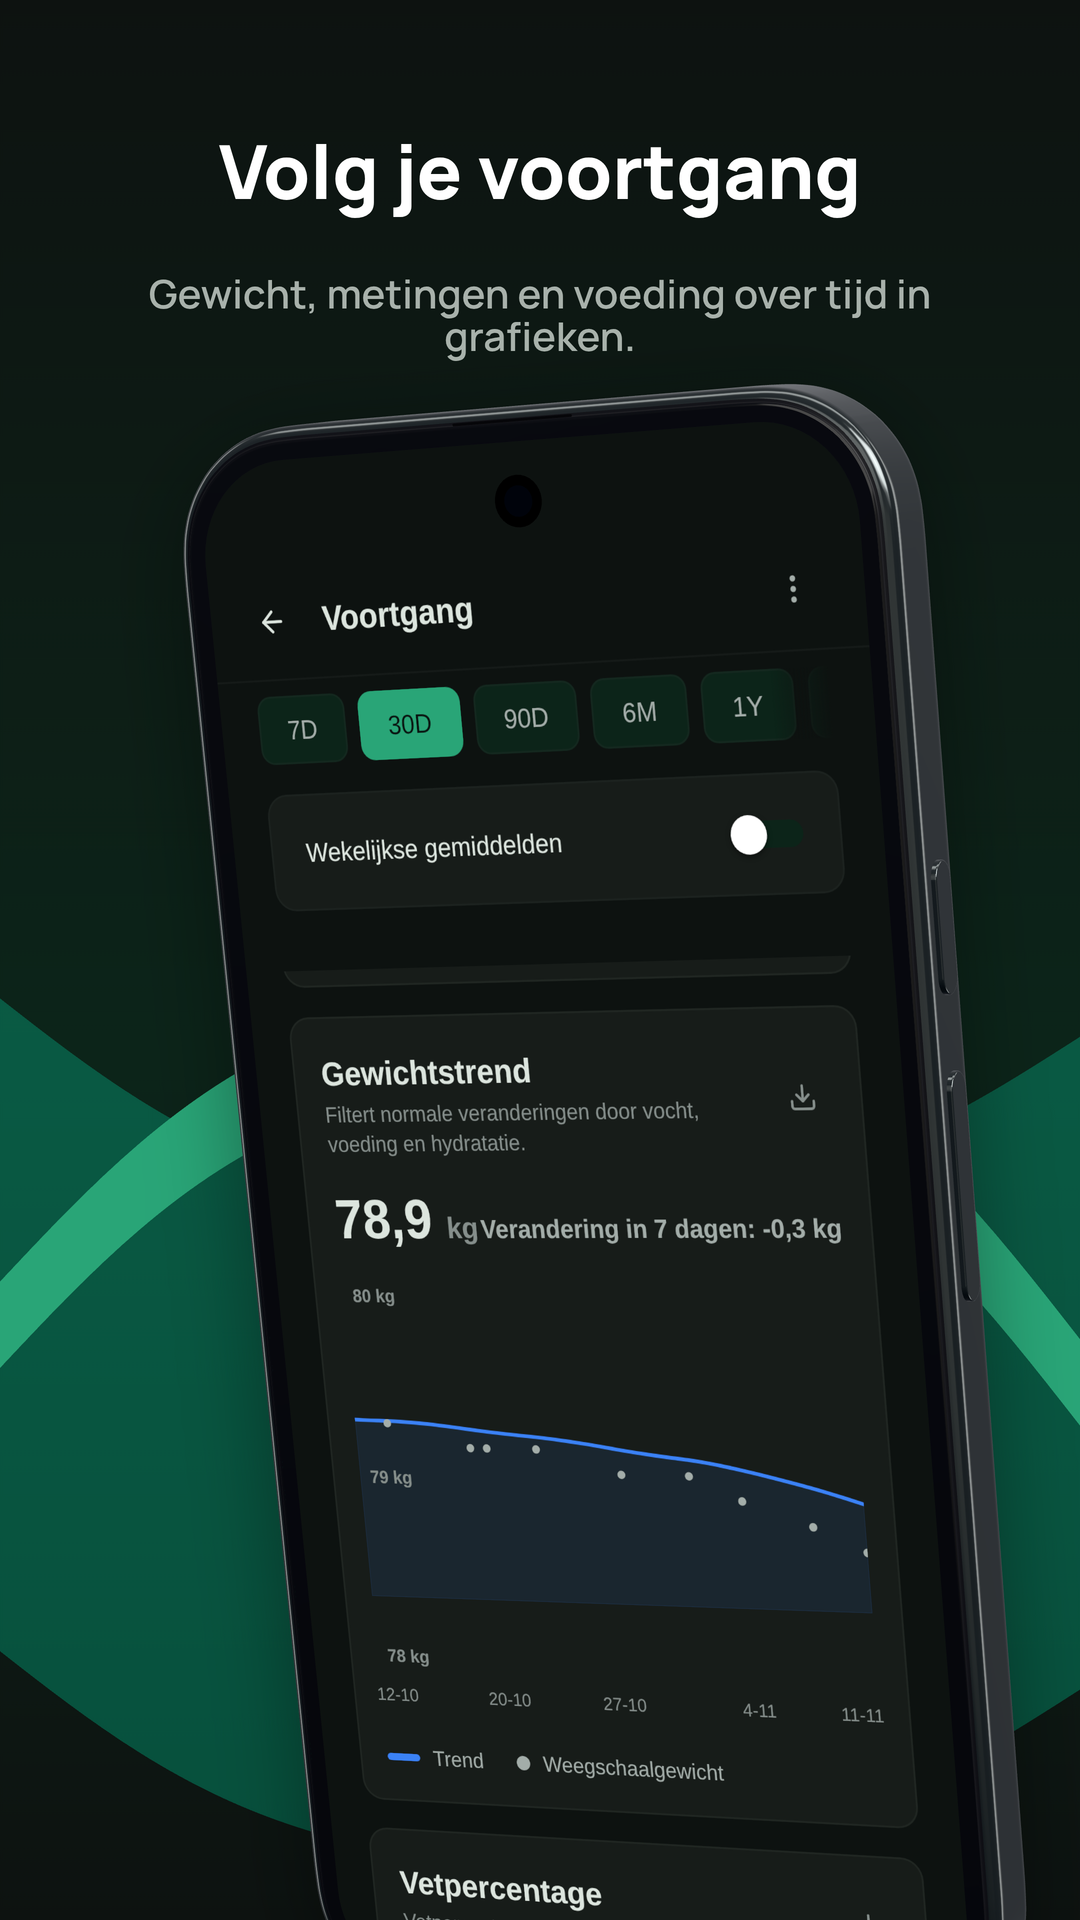 Volg je voortgang
Gewicht, metingen en voeding over tijd in
grafieken.
Voortgang
7D
30D
90D
6M
1Y
Wekelijkse gemiddelden
Gewichtstrend
Filtert normale veranderingen door vocht,
voeding en hydratatie.
78,9 kg Verandering in 7 dagen: -0,3 kg
80 kg
79 kg
78 kg
12-10
20-10
27-10
4-11
11-11
Trend
Weegschaalgewicht
Vetpercentage